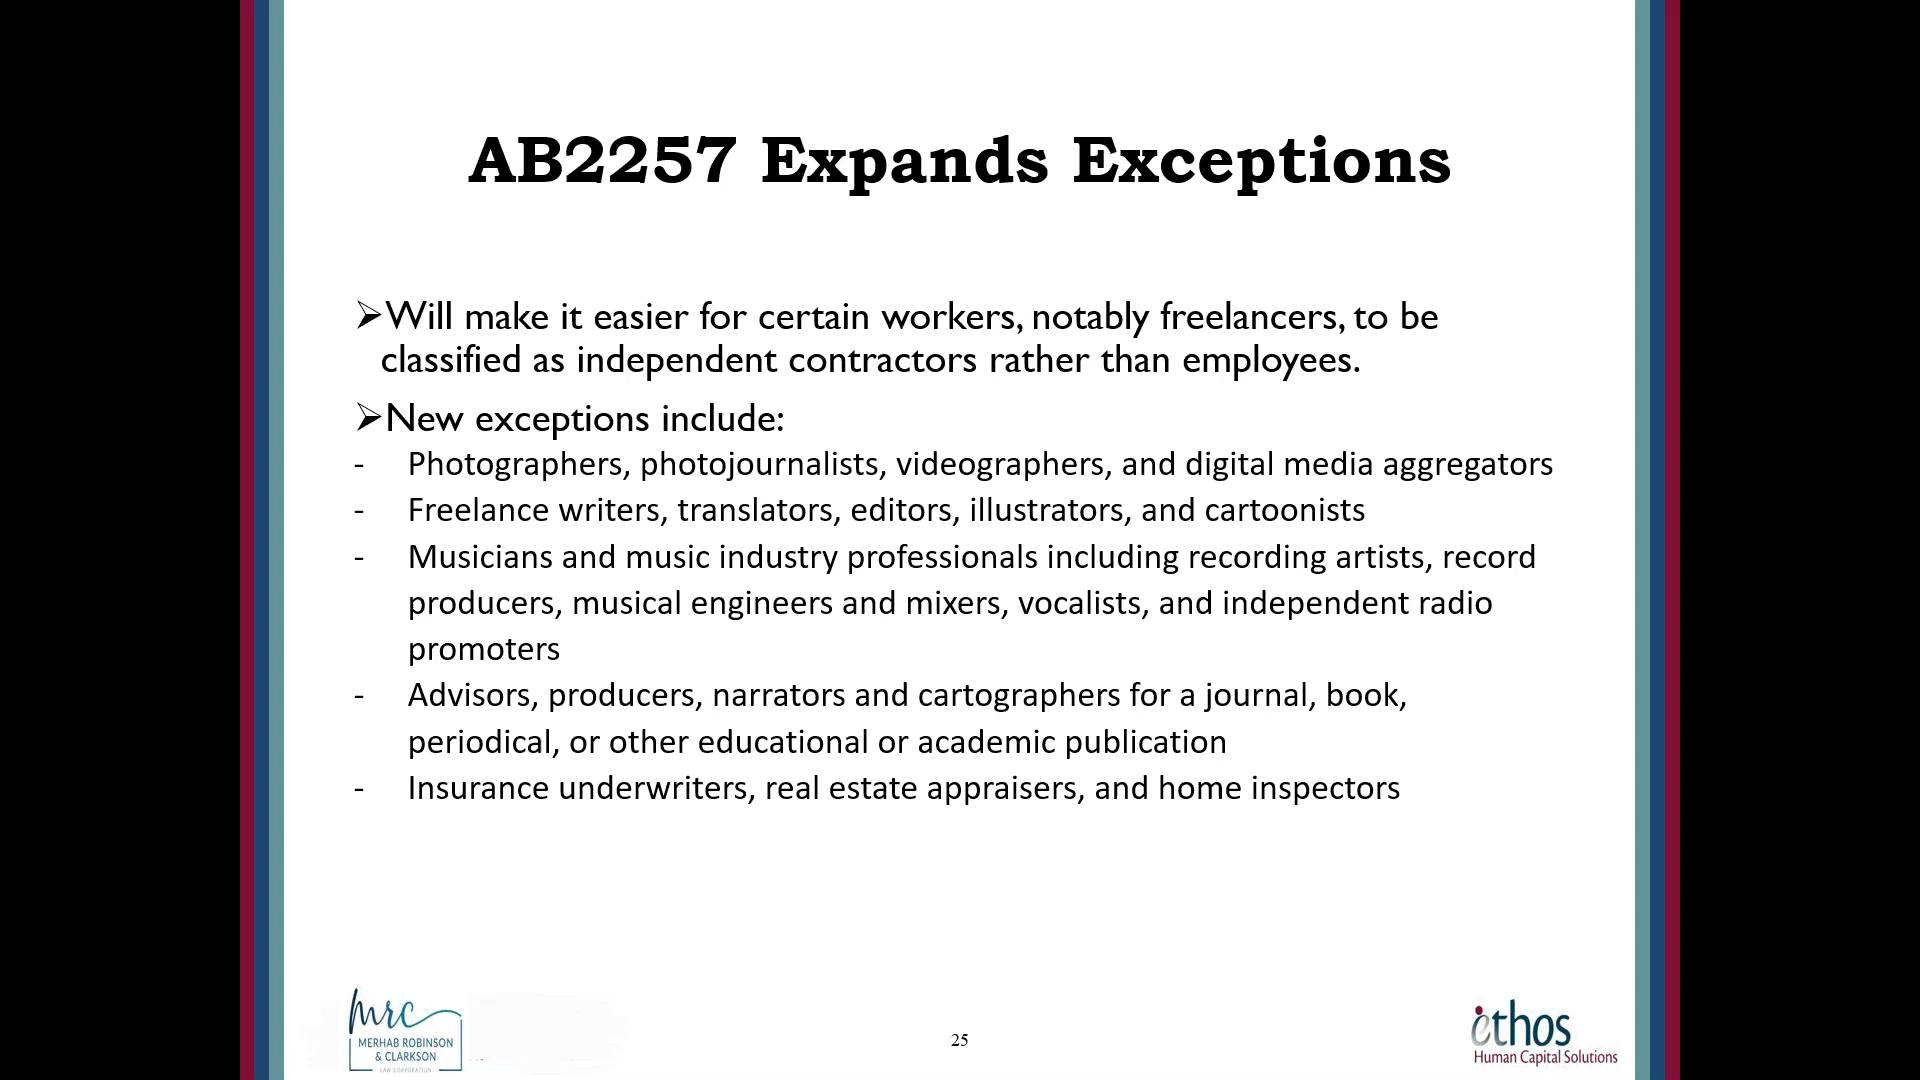 AB2257 Expands Exceptions
➢Will make it easier for certain workers, notably freelancers, to be
classified as independent contractors rather than employees.
➢New exceptions include:
- Photographers, photojournalists, videographers, and digital media aggregators
- Freelance writers, translators, editors, illustrators, and cartoonists
- Musicians and music industry professionals including recording artists, record
producers, musical engineers and mixers, vocalists, and independent radio
promoters
- Advisors, producers, narrators and cartographers for a journal, book,
periodical, or other educational or academic publication
- Insurance underwriters, real estate appraisers, and home inspectors
mrc
MERHAB ROBINSON
& CLARKSON
LAW CORPORATION
25
ethos
Human Capital Solutions